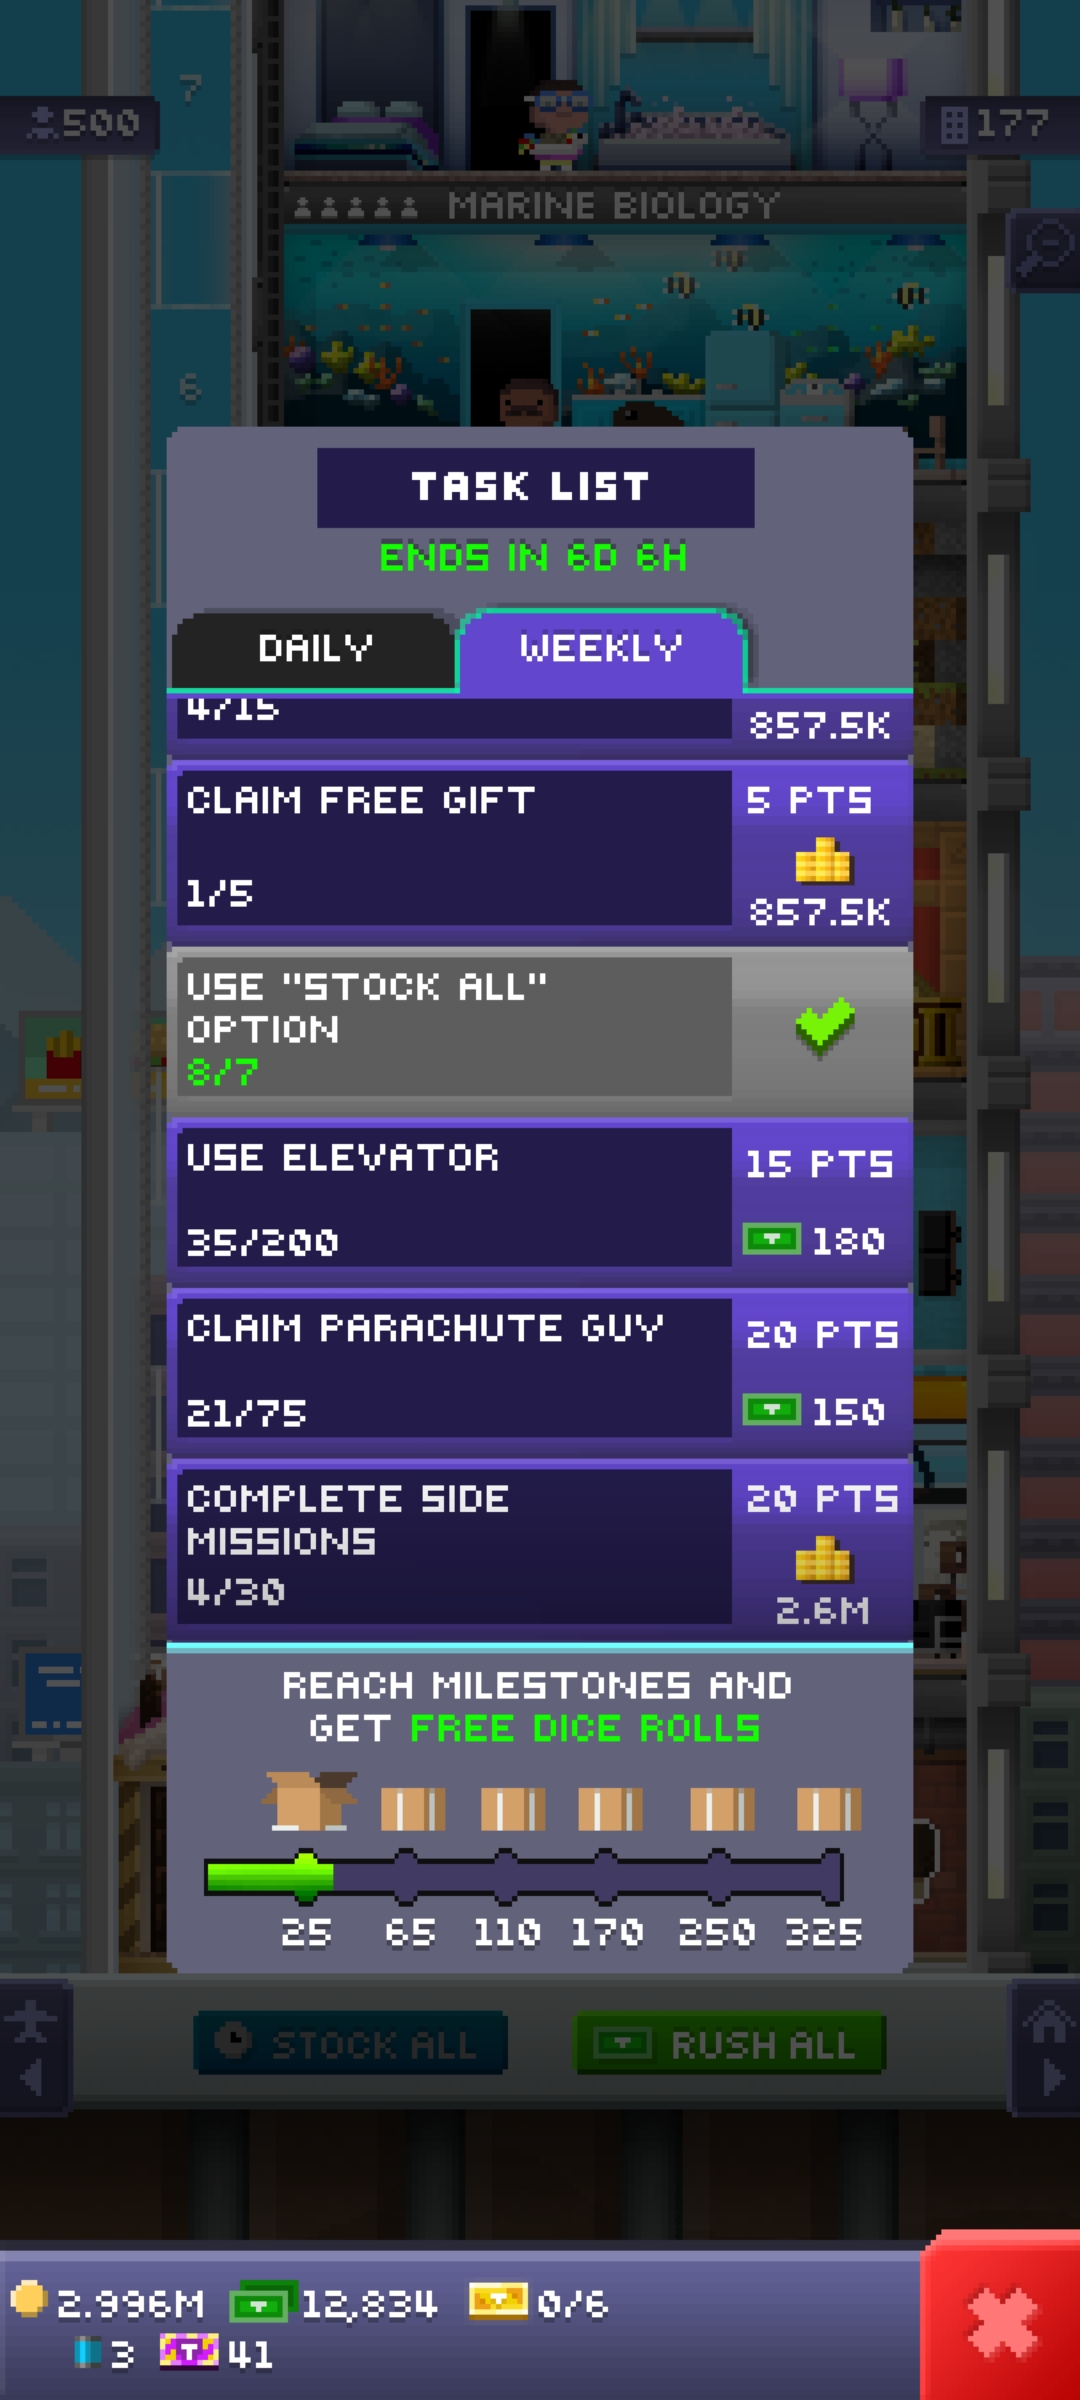 7
500
177
MARINE BIOLOGY
6
TASK LIST
ENDS IN 6D 6H
DAILY
WEEKLY
4/15
857.5K
CLAIM FREE GIFT
5 PTS
1/5
857.5K
USE "STOCK ALL"
OPTION
8/7
USE ELEVATOR
15 PTS
35/200
180
CLAIM PARACHUTE GUY
20 PTS
21/75
150
COMPLETE SIDE
MISSIONS
20 PTS
4/30
2.6M
REACH MILESTONES AND
GET FREE DICE ROLLS
25 65 110 170 250 325
STOCK ALL
RUSH ALL
2.996M 12,834 0/6
3 41